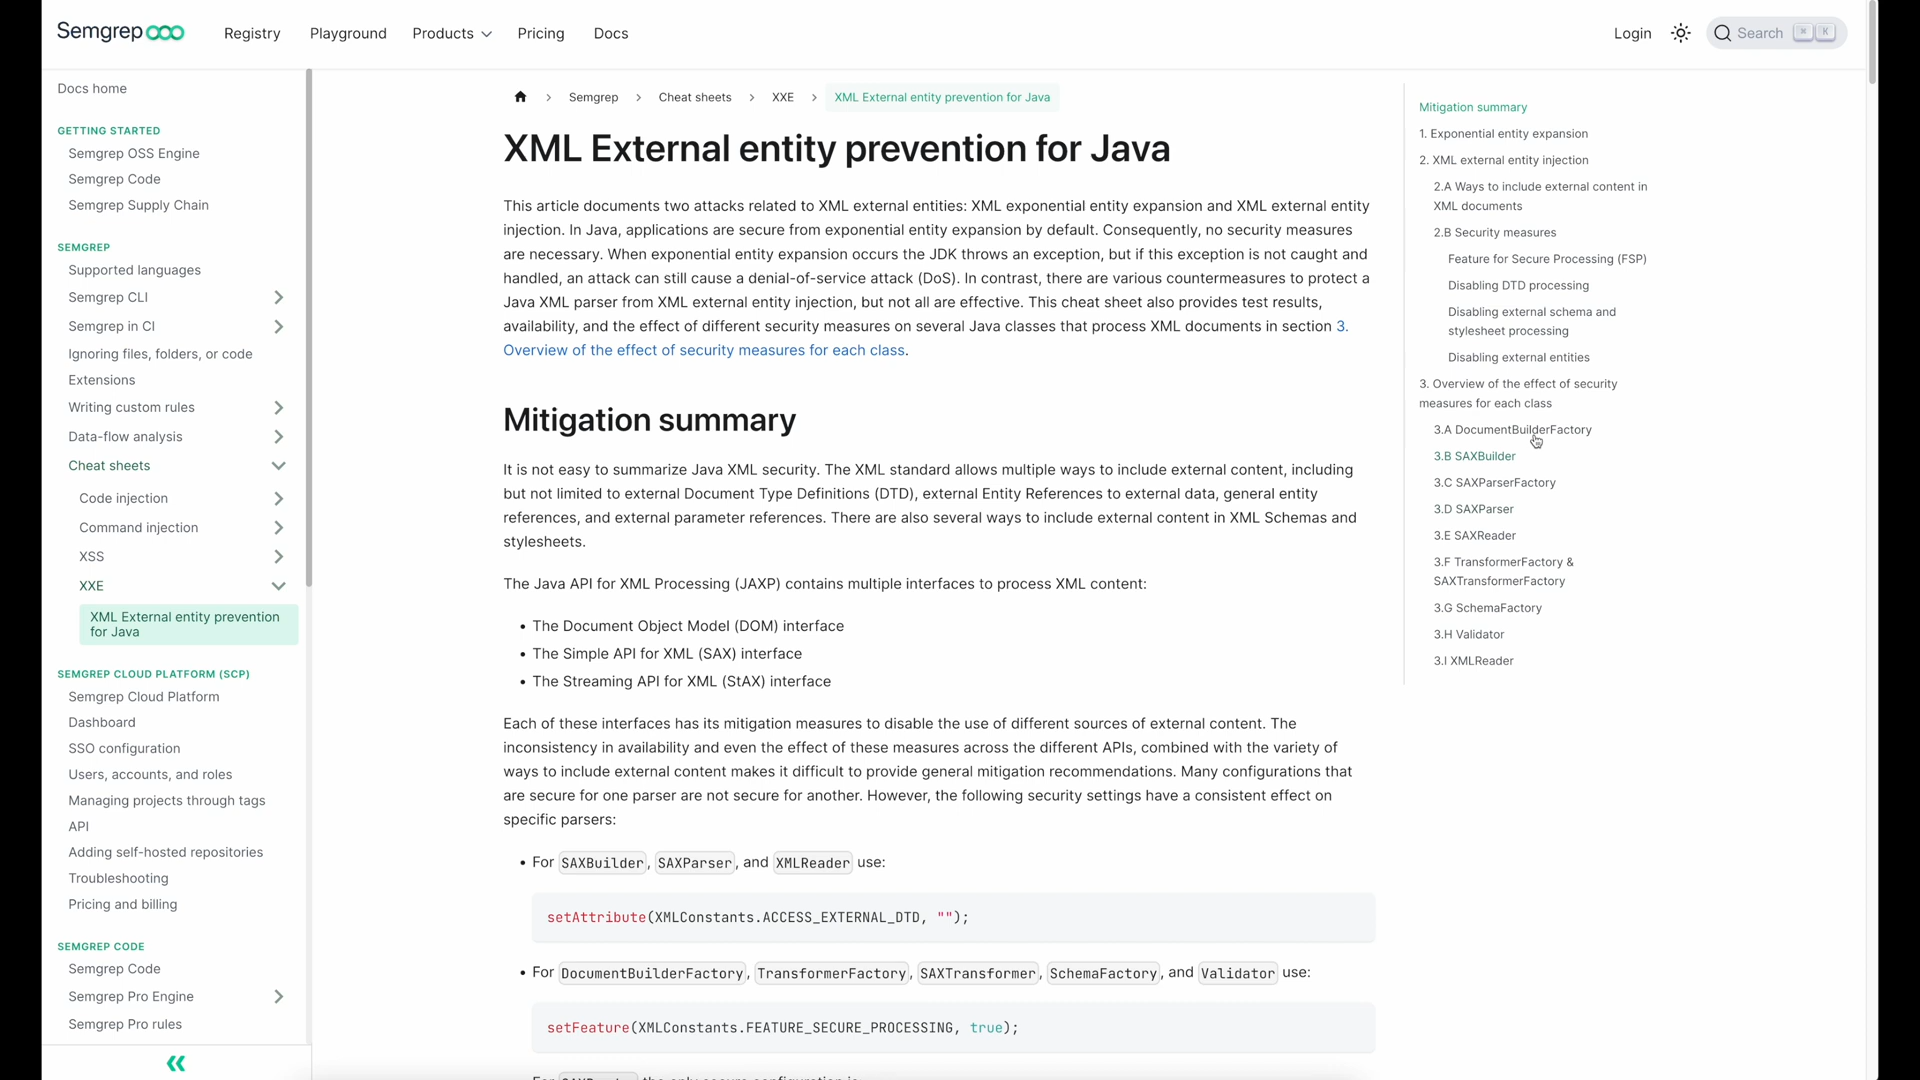 Semgrep
Registry
Playground
Products
Pricing
Docs
Login
Search
⌘ K
Docs home
GETTING STARTED
Semgrep OSS Engine
Semgrep Code
Semgrep Supply Chain
SEMGREP
Supported languages
Semgrep CLI
Semgrep in CI
Ignoring files, folders, or code
Extensions
Writing custom rules
Data-flow analysis
Cheat sheets
Code injection
Command injection
XSS
XXE
XML External entity prevention
for Java
SEMGREP CLOUD PLATFORM (SCP)
Semgrep Cloud Platform
Dashboard
SSO configuration
Users, accounts, and roles
Managing projects through tags
API
Adding self-hosted repositories
Troubleshooting
Pricing and billing
SEMGREP CODE
Semgrep Code
Semgrep Pro Engine
Semgrep Pro rules
Semgrep > Cheat sheets > XXE > XML External entity prevention for Java
XML External entity prevention for Java
This article documents two attacks related to XML external entities: XML exponential entity expansion and XML external entity
injection. In Java, applications are secure from exponential entity expansion by default. Consequently, no security measures
are necessary. When exponential entity expansion occurs the JDK throws an exception, but if this exception is not caught and
handled, an attack can still cause a denial-of-service attack (DoS). In contrast, there are various countermeasures to protect a
Java XML parser from XML external entity injection, but not all are effective. This cheat sheet also provides test results,
availability, and the effect of different security measures on several Java classes that process XML documents in section 3.
Overview of the effect of security measures for each class.
Mitigation summary
It is not easy to summarize Java XML security. The XML standard allows multiple ways to include external content, including
but not limited to external Document Type Definitions (DTD), external Entity References to external data, general entity
references, and external parameter references. There are also several ways to include external content in XML Schemas and
stylesheets.
The Java API for XML Processing (JAXP) contains multiple interfaces to process XML content:
• The Document Object Model (DOM) interface
• The Simple API for XML (SAX) interface
• The Streaming API for XML (StAX) interface
Each of these interfaces has its mitigation measures to disable the use of different sources of external content. The
inconsistency in availability and even the effect of these measures across the different APIs, combined with the variety of
ways to include external content makes it difficult to provide general mitigation recommendations. Many configurations that
are secure for one parser are not secure for another. However, the following security settings have a consistent effect on
specific parsers:
• For SAXBuilder, SAXParser, and XMLReader use:
setAttribute(XMLConstants.ACCESS_EXTERNAL_DTD, "");
• For DocumentBuilderFactory, TransformerFactory, SAXTransformer, SchemaFactory, and Validator use:
setFeature(XMLConstants.FEATURE_SECURE_PROCESSING, true);
Mitigation summary
1. Exponential entity expansion
2. XML external entity injection
2.A Ways to include external content in
XML documents
2.B Security measures
Feature for Secure Processing (FSP)
Disabling DTD processing
Disabling external schema and
stylesheet processing
Disabling external entities
3. Overview of the effect of security
measures for each class
3.A DocumentBuilderFactory
3.B SAXBuilder
3.C SAXParserFactory
3.D SAXParser
3.E SAXReader
3.F TransformerFactory &
SAXTransformerFactory
3.G SchemaFactory
3.H Validator
3.I XMLReader